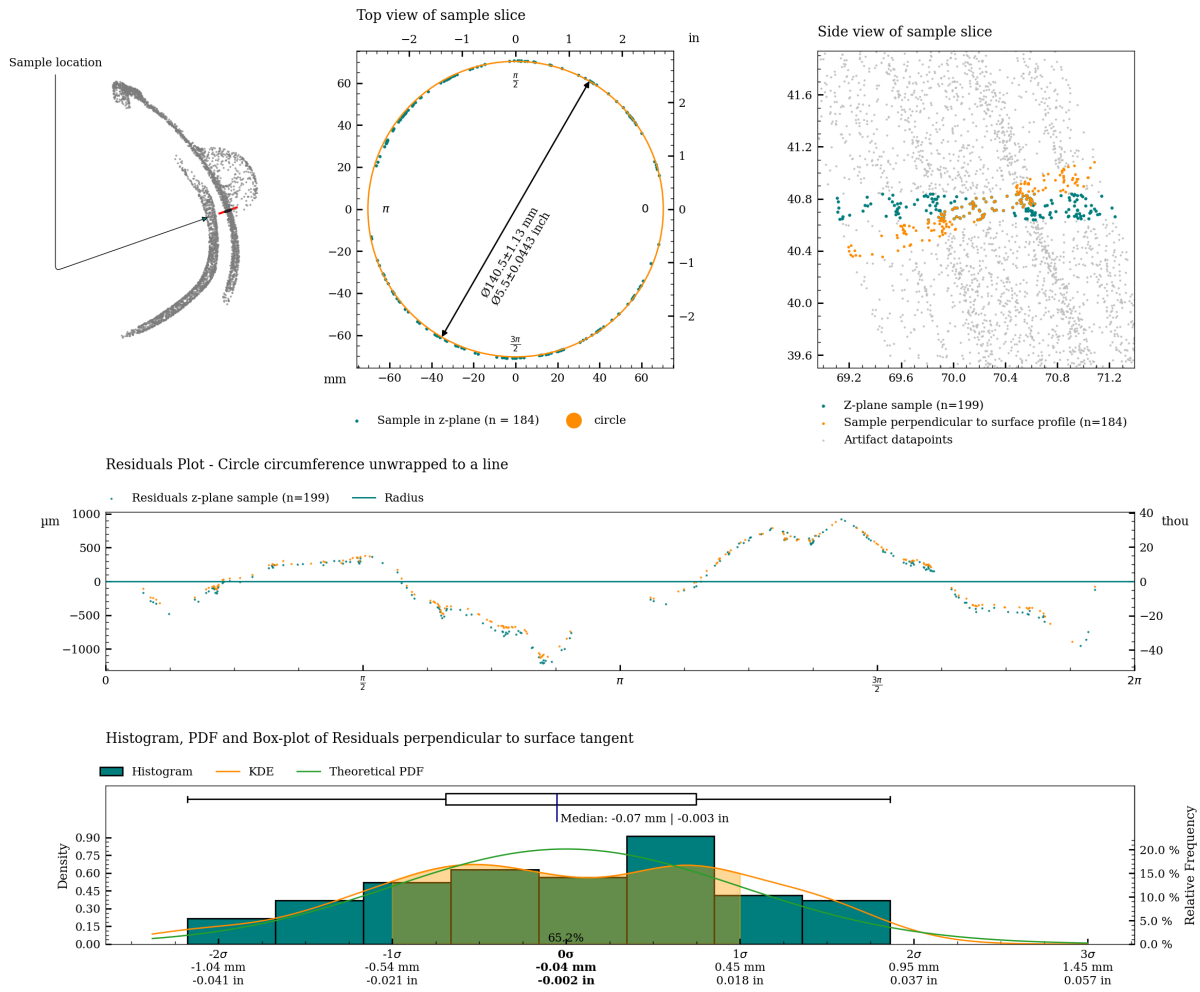 Top view of sample slice
Side view of sample slice
Sample location
−2 −1 0 1 2 in
60
40
20
0
−20
−40
−60
2
1
0
−1
−2
π/2
π
0
3π/2
Ø140.5±1.13 mm
Ø5.5±0.0443 inch
mm −60 −40 −20 0 20 40 60
Sample in z-plane (n = 184) circle
41.6
41.2
40.8
40.4
40.0
39.6
69.2 69.6 70.0 70.4 70.8 71.2
Z-plane sample (n=199)
Sample perpendicular to surface profile (n=184)
Artifact datapoints
Residuals Plot - Circle circumference unwrapped to a line
Residuals z-plane sample (n=199) Radius
µm
1000
500
0
−500
−1000
thou
40
20
0
−20
−40
0 π/2 π 3π/2 2π
Histogram, PDF and Box-plot of Residuals perpendicular to surface tangent
Histogram KDE Theoretical PDF
Median: -0.07 mm | -0.003 in
Density
0.90
0.75
0.60
0.45
0.30
0.15
0.00
Relative Frequency
20.0 %
15.0 %
10.0 %
5.0 %
0.0 %
65.2%
-2σ -1σ 0σ 1σ 2σ 3σ
-1.04 mm -0.54 mm -0.04 mm 0.45 mm 0.95 mm 1.45 mm
-0.041 in -0.021 in -0.002 in 0.018 in 0.037 in 0.057 in